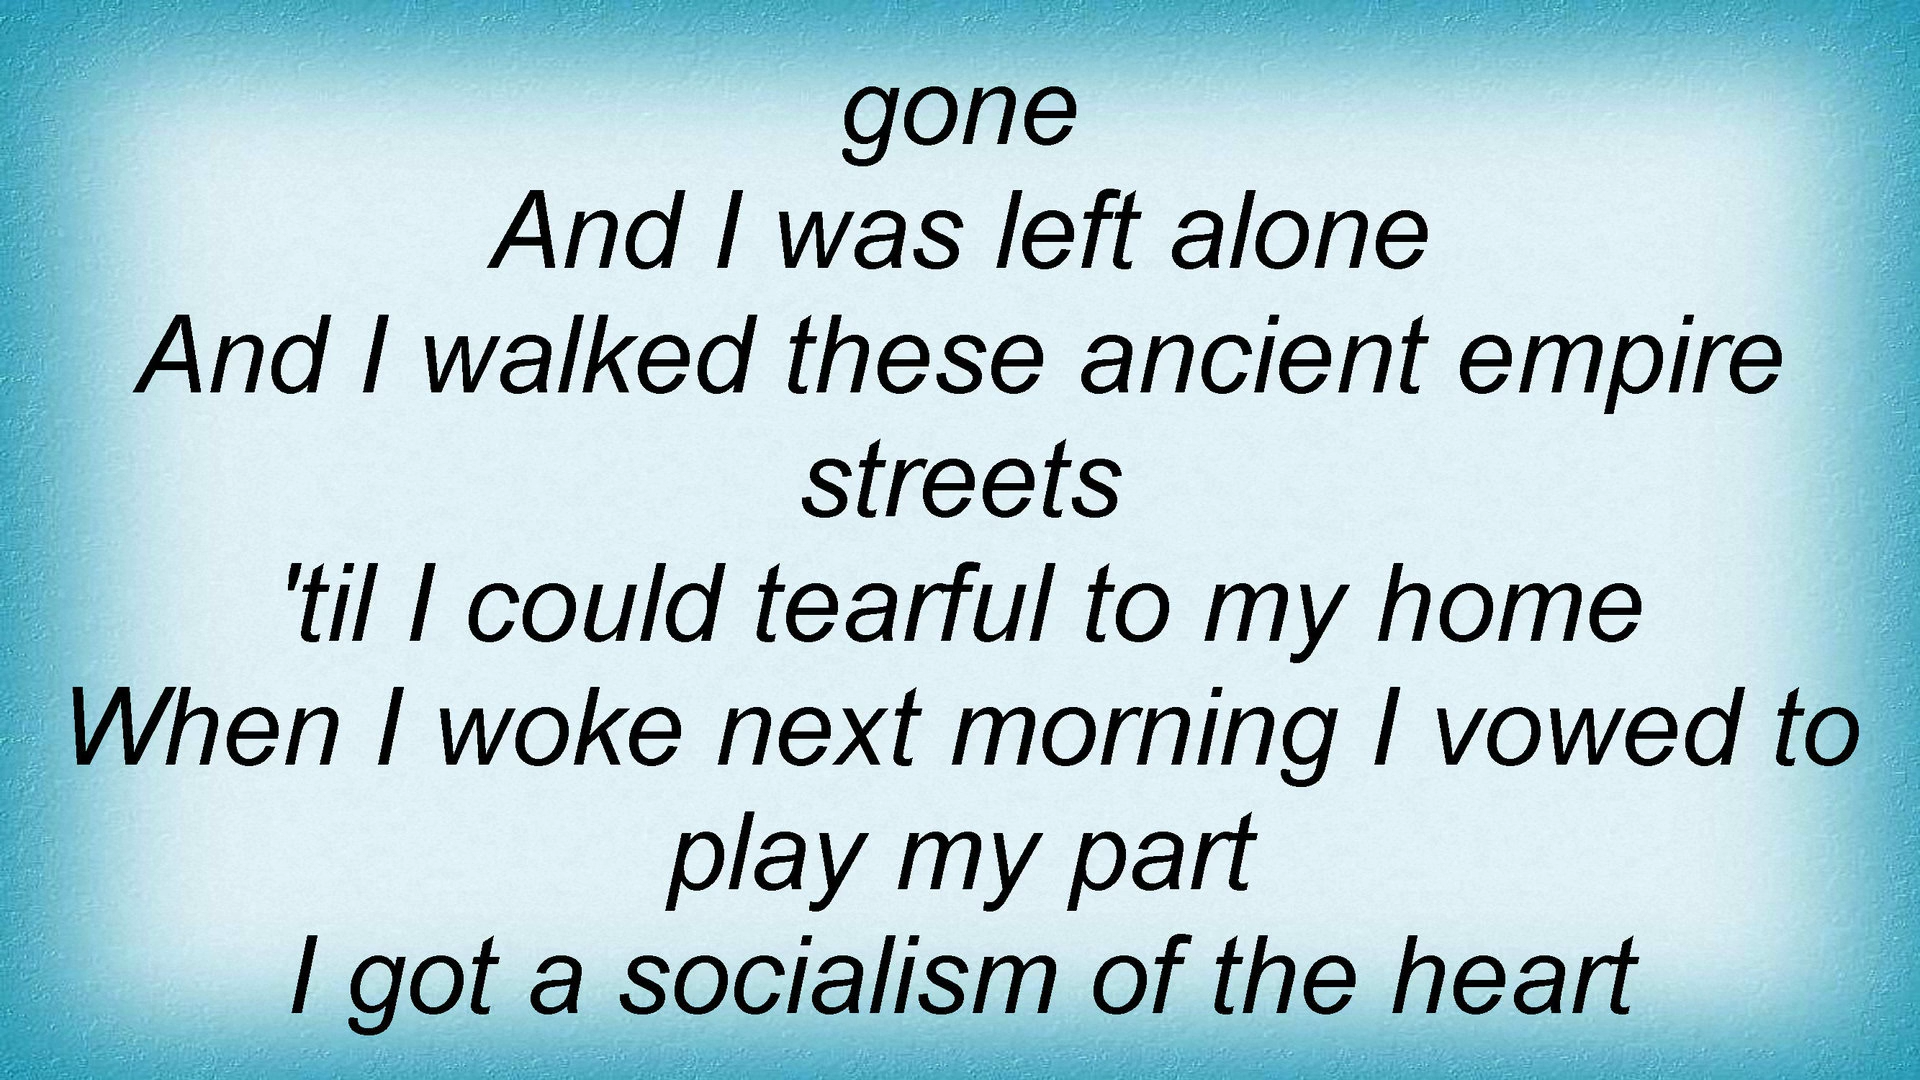 gone
And I was left alone
And I walked these ancient empire
streets
'til I could tearful to my home
When I woke next morning I vowed to
play my part
I got a socialism of the heart